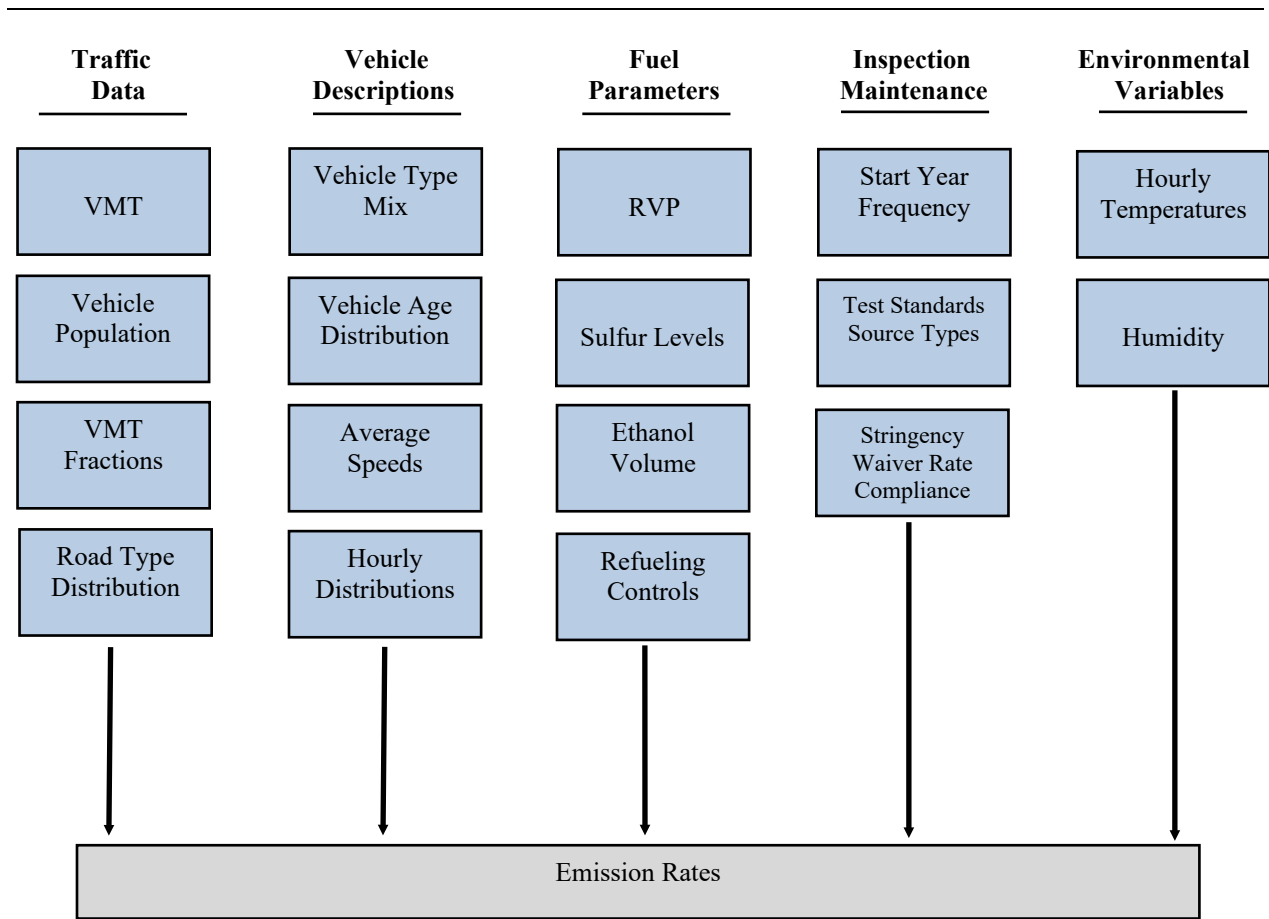 Traffic
Data
Vehicle
Descriptions
Fuel
Parameters
Inspection
Maintenance
Environmental
Variables
VMT
Vehicle Type
Mix
RVP
Start Year
Frequency
Hourly
Temperatures
Vehicle
Population
Vehicle Age
Distribution
Sulfur Levels
Test Standards
Source Types
Humidity
VMT
Fractions
Average
Speeds
Ethanol
Volume
Stringency
Waiver Rate
Compliance
Road Type
Distribution
Hourly
Distributions
Refueling
Controls
Emission Rates